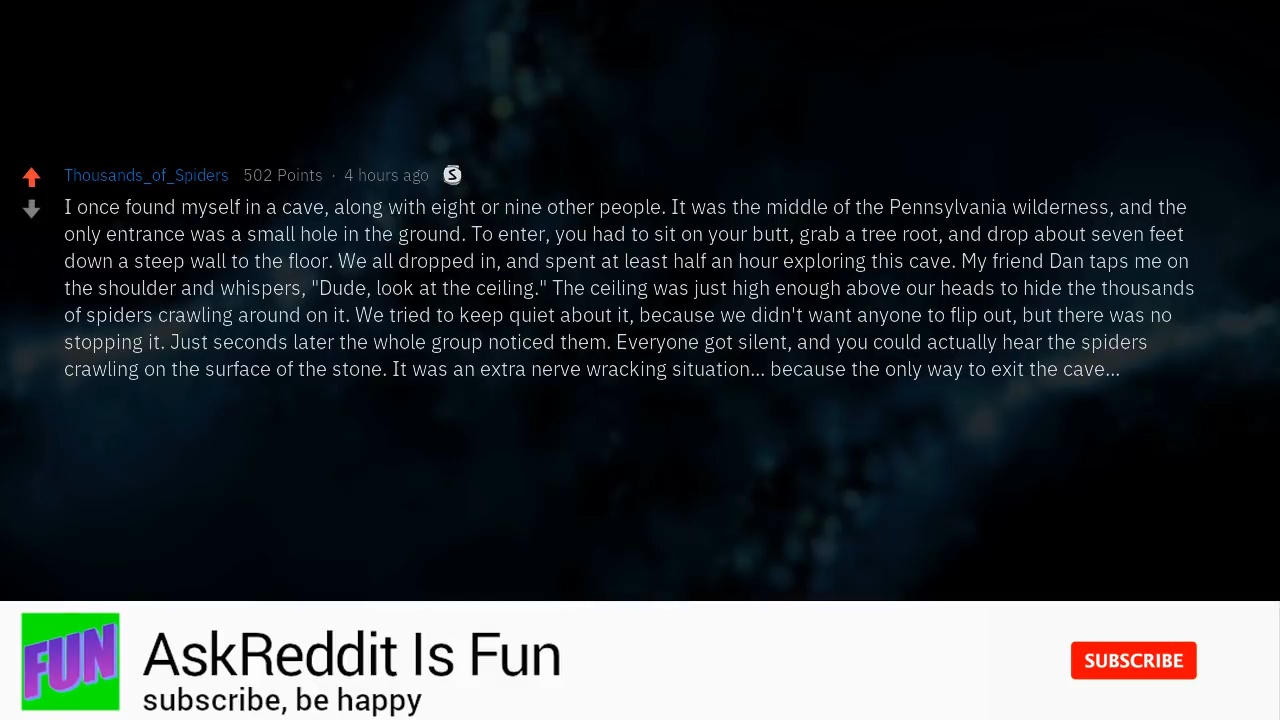 Thousands_of_Spiders 502 Points · 4 hours ago S
I once found myself in a cave, along with eight or nine other people. It was the middle of the Pennsylvania wilderness, and the
only entrance was a small hole in the ground. To enter, you had to sit on your butt, grab a tree root, and drop about seven feet
down a steep wall to the floor. We all dropped in, and spent at least half an hour exploring this cave. My friend Dan taps me on
the shoulder and whispers, "Dude, look at the ceiling." The ceiling was just high enough above our heads to hide the thousands
of spiders crawling around on it. We tried to keep quiet about it, because we didn't want anyone to flip out, but there was no
stopping it. Just seconds later the whole group noticed them. Everyone got silent, and you could actually hear the spiders
crawling on the surface of the stone. It was an extra nerve wracking situation... because the only way to exit the cave...
FUN
AskReddit Is Fun
subscribe, be happy
SUBSCRIBE